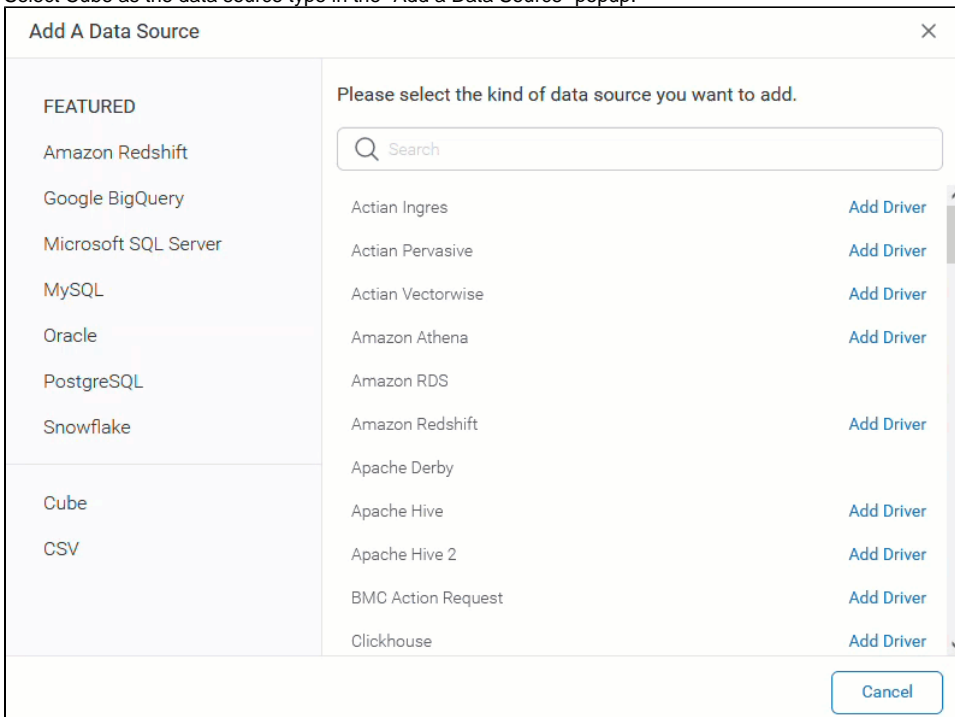 Select Cube as the data source type in the "Add a Data Source" popup.
Add A Data Source
FEATURED
Amazon Redshift
Google BigQuery
Microsoft SQL Server
MySQL
Oracle
PostgreSQL
Snowflake
Cube
CSV
Please select the kind of data source you want to add.
Search
Actian Ingres Add Driver
Actian Pervasive Add Driver
Actian Vectorwise Add Driver
Amazon Athena Add Driver
Amazon RDS
Amazon Redshift Add Driver
Apache Derby
Apache Hive Add Driver
Apache Hive 2 Add Driver
BMC Action Request Add Driver
Clickhouse Add Driver
Cancel